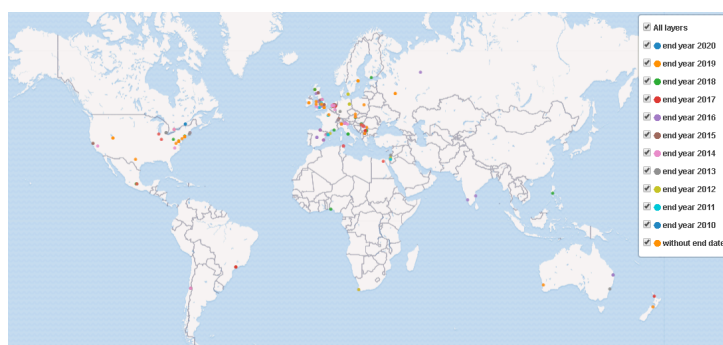 All layers
end year 2020
end year 2019
end year 2018
end year 2017
end year 2016
end year 2015
end year 2014
end year 2013
end year 2012
end year 2011
end year 2010
without end date